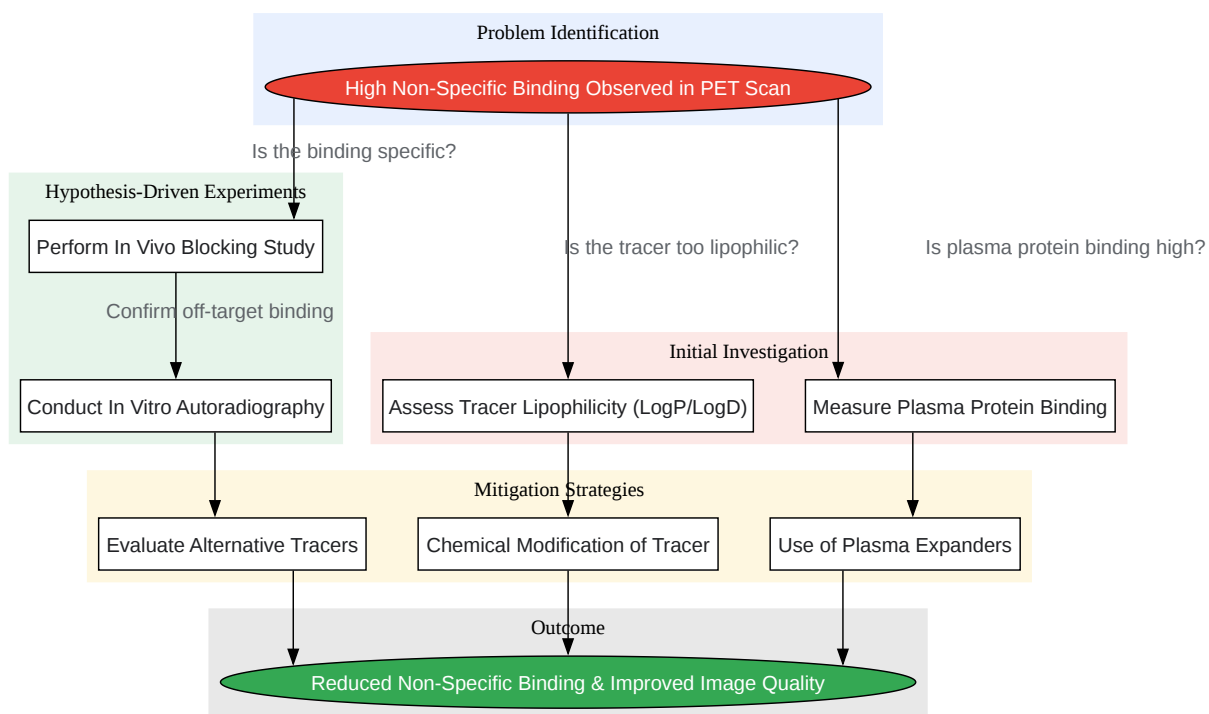 Problem Identification
High Non-Specific Binding Observed in PET Scan
Is the binding specific?
Hypothesis-Driven Experiments
Perform In Vivo Blocking Study
Is the tracer too lipophilic?
Is plasma protein binding high?
Confirm off-target binding
Initial Investigation
Conduct In Vitro Autoradiography
Assess Tracer Lipophilicity (LogP/LogD)
Measure Plasma Protein Binding
Mitigation Strategies
Evaluate Alternative Tracers
Chemical Modification of Tracer
Use of Plasma Expanders
Outcome
Reduced Non-Specific Binding & Improved Image Quality